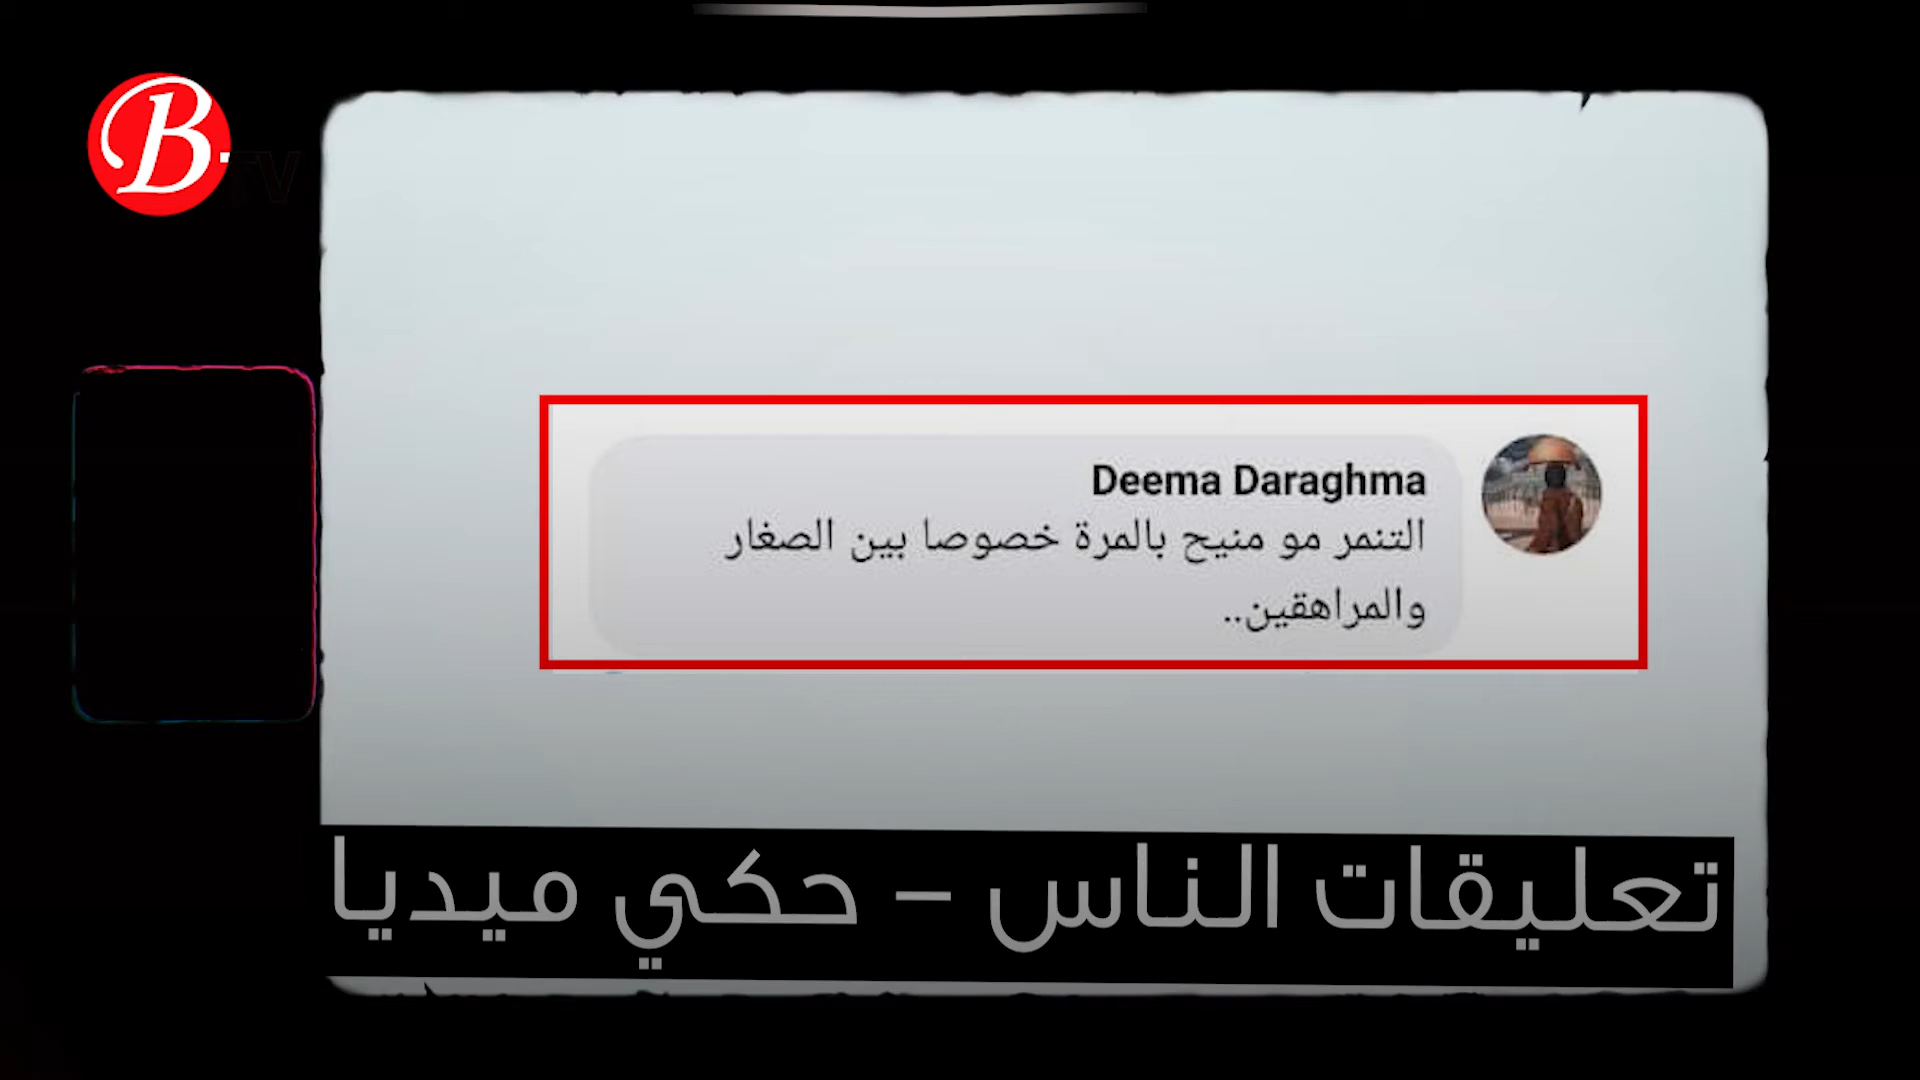 B.
TV
Deema Daraghma
التنمر مو منيح بالمرة خصوصا بين الصغار
والمراهقين..
تعليقات الناس – حكي ميديا